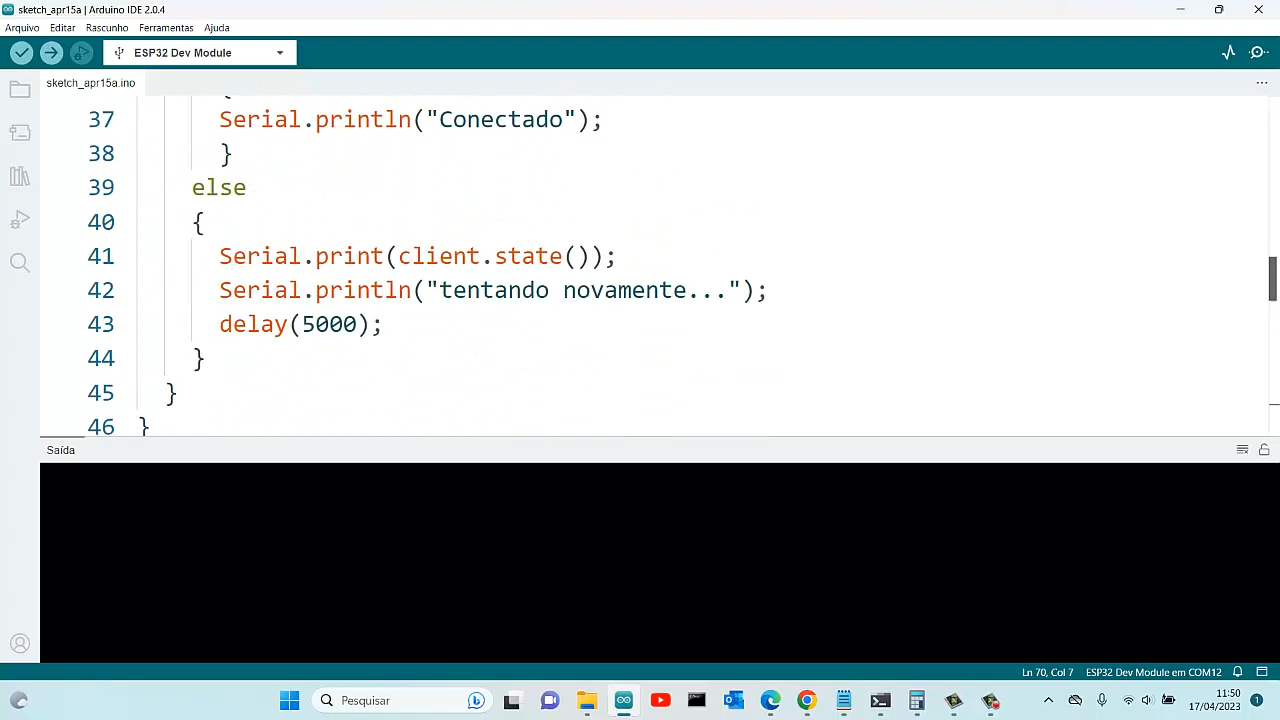 sketch_apr15a | Arduino IDE 2.0.4
Arquivo Editar Rascunho Ferramentas Ajuda
ESP32 Dev Module
sketch_apr15a.ino
{
37 Serial.println("Conectado");
38 }
39 else
40 {
41 Serial.print(client.state());
42 Serial.println("tentando novamente...");
43 delay(5000);
44 }
45 }
46 }
Saída
Ln 70, Col 7 ESP32 Dev Module em COM12
Pesquisar
11:50
17/04/2023
1